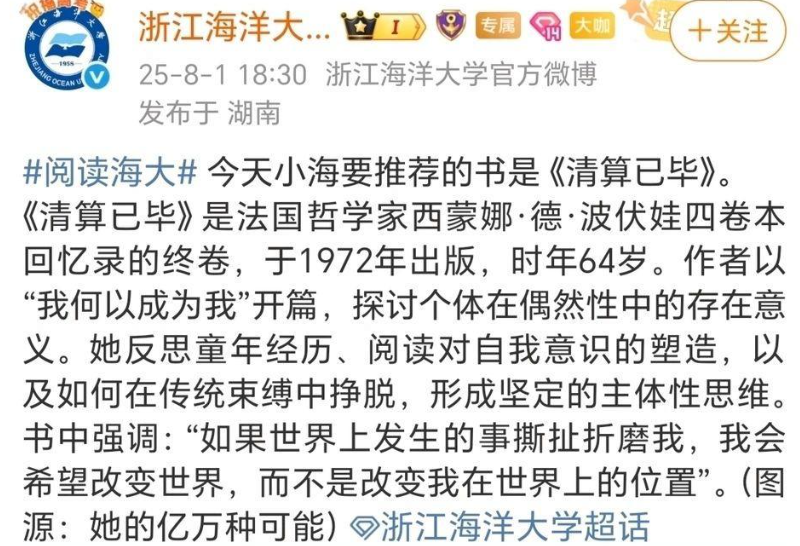 浙江海洋大... I 专属 14 大咖 超 +关注
ZHEJIANG OCEAN U
1958
25-8-1 18:30 浙江海洋大学官方微博
发布于 湖南
#阅读海大# 今天小海要推荐的书是《清算已毕》。
《清算已毕》是法国哲学家西蒙娜·德·波伏娃四卷本
回忆录的终卷，于1972年出版，时年64岁。作者以
“我何以成为我”开篇，探讨个体在偶然性中的存在意
义。她反思童年经历、阅读对自我意识的塑造，以
及如何在传统束缚中挣脱，形成坚定的主体性思维。
书中强调：“如果世界上发生的事撕扯折磨我，我会
希望改变世界，而不是改变我在世界上的位置”。（图
源：她的亿万种可能）浙江海洋大学超话